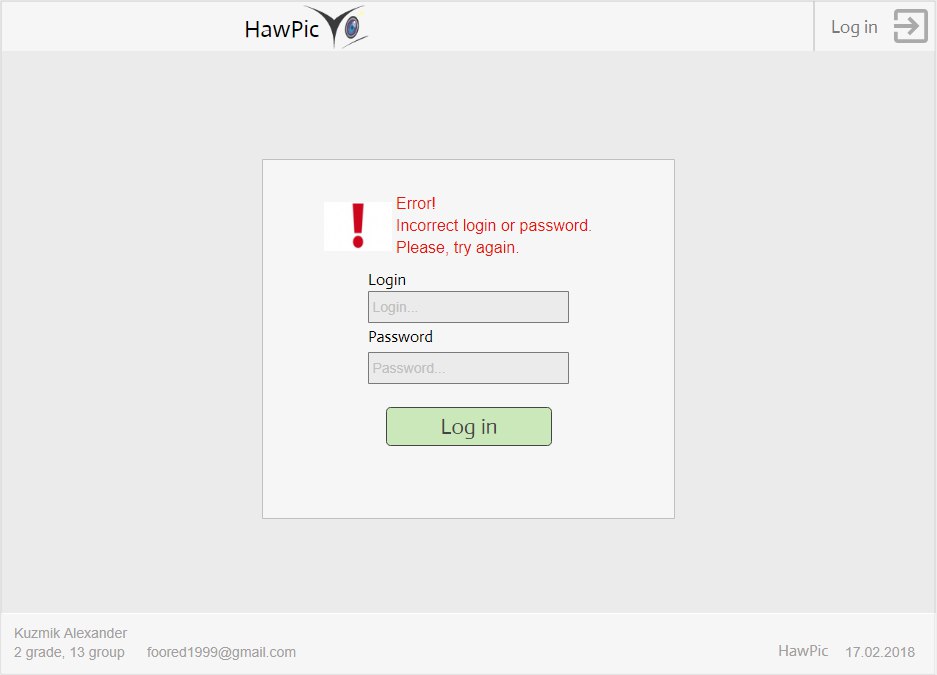 HawPic
Log in
Error!
Incorrect login or password.
Please, try again.
Login
Login...
Password
Password...
Log in
Kuzmik Alexander
2 grade, 13 group foored1999@gmail.com
HawPic 17.02.2018